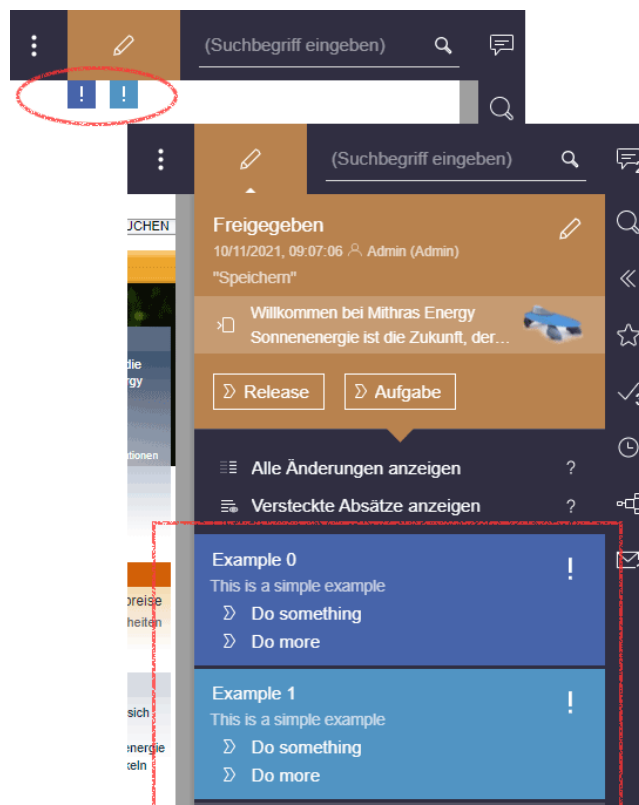 (Suchbegriff eingeben)
! !
(Suchbegriff eingeben)
UCHEN
Freigegeben
10/11/2021, 09:07:06 Admin (Admin)
"Speichern"
Willkommen bei Mithras Energy
Sonnenenergie ist die Zukunft, der...
die
rgy
Release
Aufgabe
utionen
Alle Änderungen anzeigen ?
Versteckte Absätze anzeigen ?
Example 0 !
This is a simple example
Do something
Do more
preise
heiten
Example 1 !
This is a simple example
Do something
Do more
sich
energie
keln